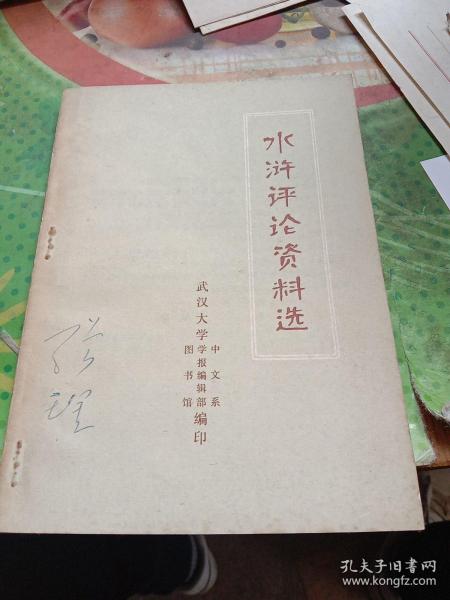 水浒评论资料选
武汉大学
中文系
学报编辑部
图书馆
编印
孔夫子旧书网
www.kongfz.com